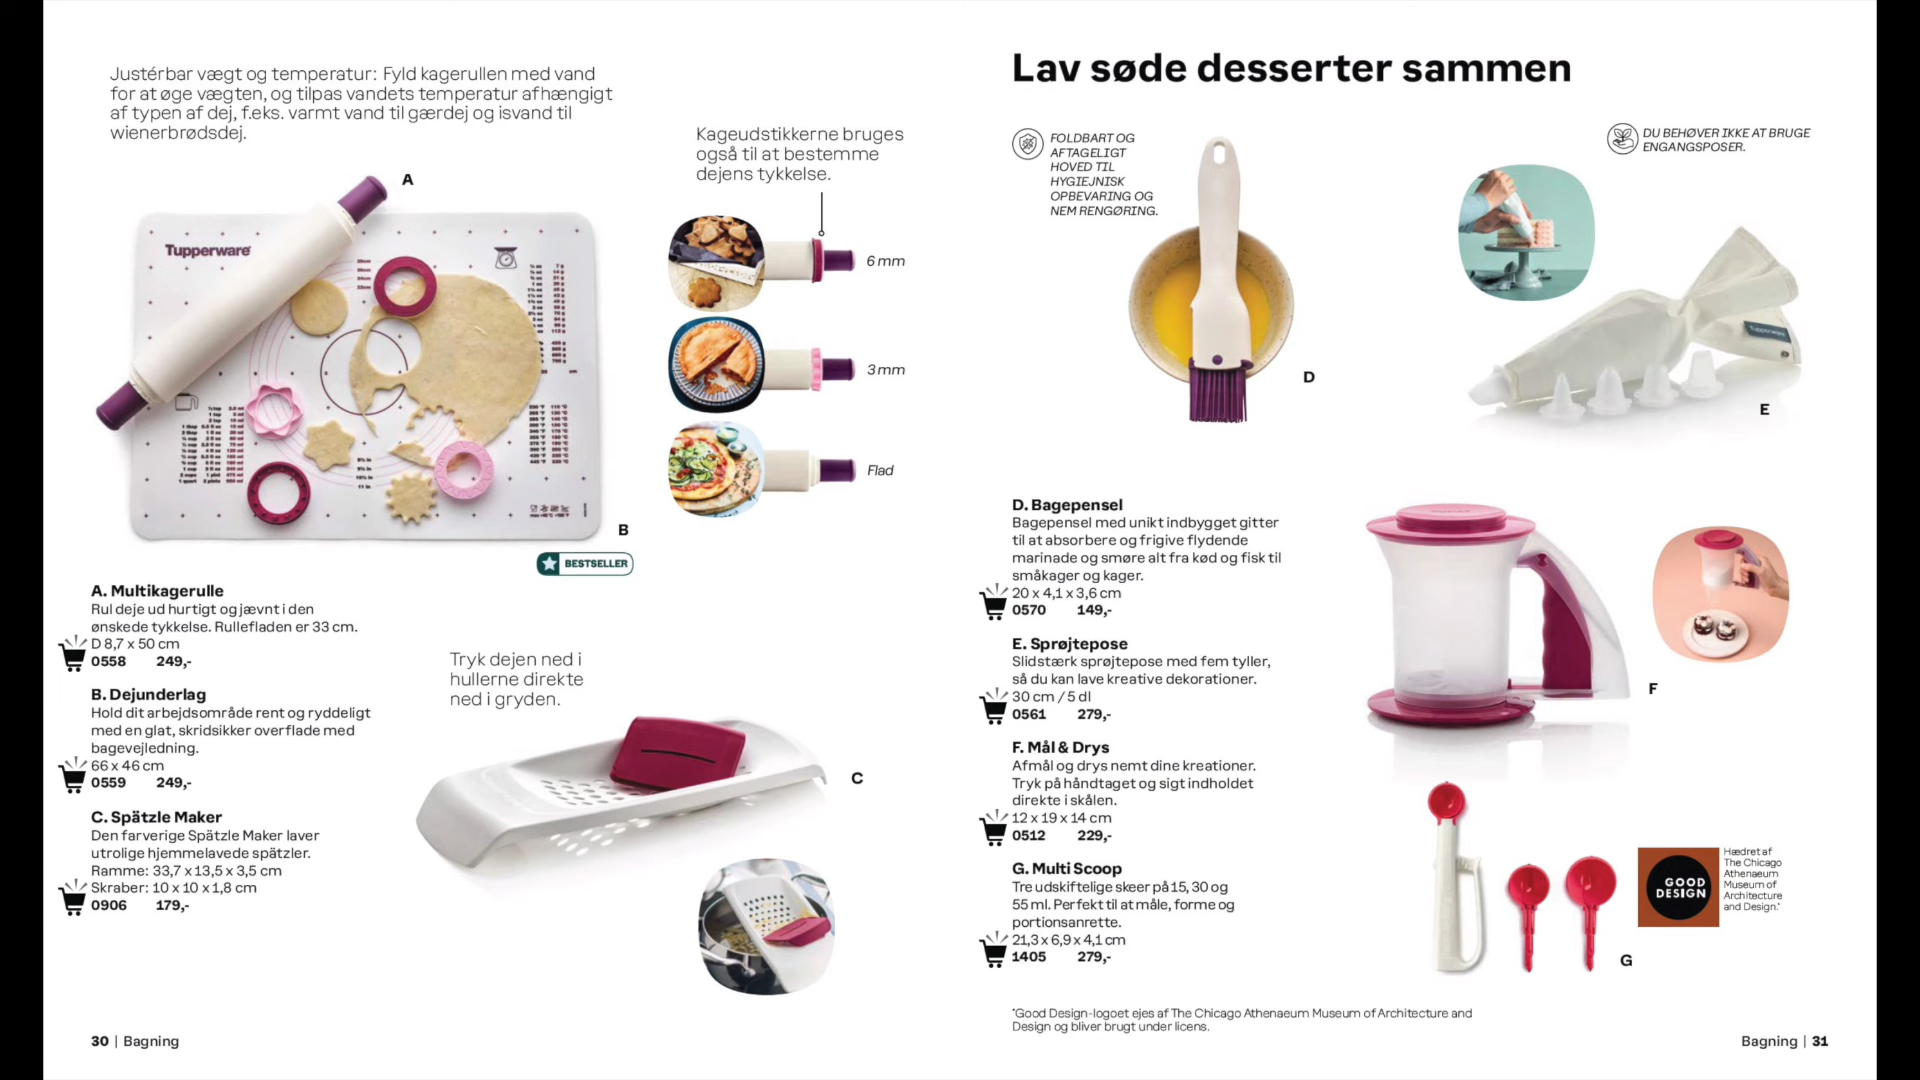 Justérbar vægt og temperatur: Fyld kagerullen med vand
for at øge vægten, og tilpas vandets temperatur afhængigt
af typen af dej, f.eks. varmt vand til gærdej og isvand til
wienerbrødsdej.
Kageudstikkerne bruges
også til at bestemme
dejens tykkelse.
A
Tupperware
6 mm
3 mm
Flad
B
BESTSELLER
A. Multikagerulle
Rul deje ud hurtigt og jævnt i den
ønskede tykkelse. Rullefladen er 33 cm.
D 8,7 x 50 cm
0558 249,-
B. Dejunderlag
Hold dit arbejdsområde rent og ryddeligt
med en glat, skridsikker overflade med
bagevejledning.
66 x 46 cm
0559 249,-
C. Spätzle Maker
Den farverige Spätzle Maker laver
utrolige hjemmelavede spätzler.
Ramme: 33,7 x 13,5 x 3,5 cm
Skraber: 10 x 10 x 1,8 cm
0906 179,-
Tryk dejen ned i
hullerne direkte
ned i gryden.
C
30 | Bagning
Lav søde desserter sammen
FOLDBART OG
AFTAGELIGT
HOVED TIL
HYGIEJNISK
OPBEVARING OG
NEM RENGØRING.
DU BEHØVER IKKE AT BRUGE
ENGANGSPOSER.
D
Tupperware
E
D. Bagepensel
Bagepensel med unikt indbygget gitter
til at absorbere og frigive flydende
marinade og smøre alt fra kød og fisk til
småkager og kager.
20 x 4,1 x 3,6 cm
0570 149,-
E. Sprøjtepose
Slidstærk sprøjtepose med fem tyller,
så du kan lave kreative dekorationer.
30 cm / 5 dl
0561 279,-
F. Mål & Drys
Afmål og drys nemt dine kreationer.
Tryk på håndtaget og sigt indholdet
direkte i skålen.
12 x 19 x 14 cm
0512 229,-
G. Multi Scoop
Tre udskiftelige skeer på 15, 30 og
55 ml. Perfekt til at måle, forme og
portionsanrette.
21,3 x 6,9 x 4,1 cm
1405 279,-
F
GOOD
DESIGN
Hædret af
The Chicago
Athenaeum
Museum of
Architecture
and Design.*
G
*Good Design-logoet ejes af The Chicago Athenaeum Museum of Architecture and
Design og bliver brugt under licens.
Bagning | 31